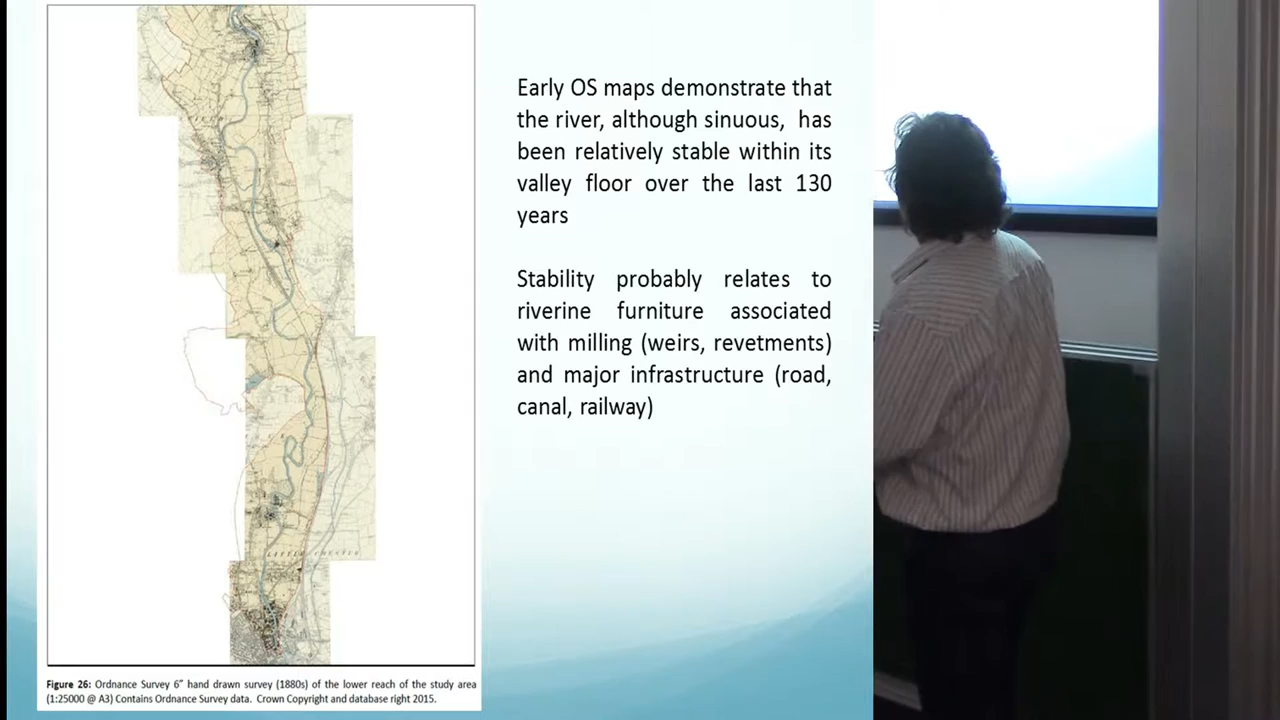 Early OS maps demonstrate that
the river, although sinuous, has
been relatively stable within its
valley floor over the last 130
years
Stability probably relates to
riverine furniture associated
with milling (weirs, revetments)
and major infrastructure (road,
canal, railway)
LITTLE CHESTER
Figure 26: Ordnance Survey 6" hand drawn survey (1880s) of the lower reach of the study area
(1:25000 @ A3) Contains Ordnance Survey data. Crown Copyright and database right 2015.